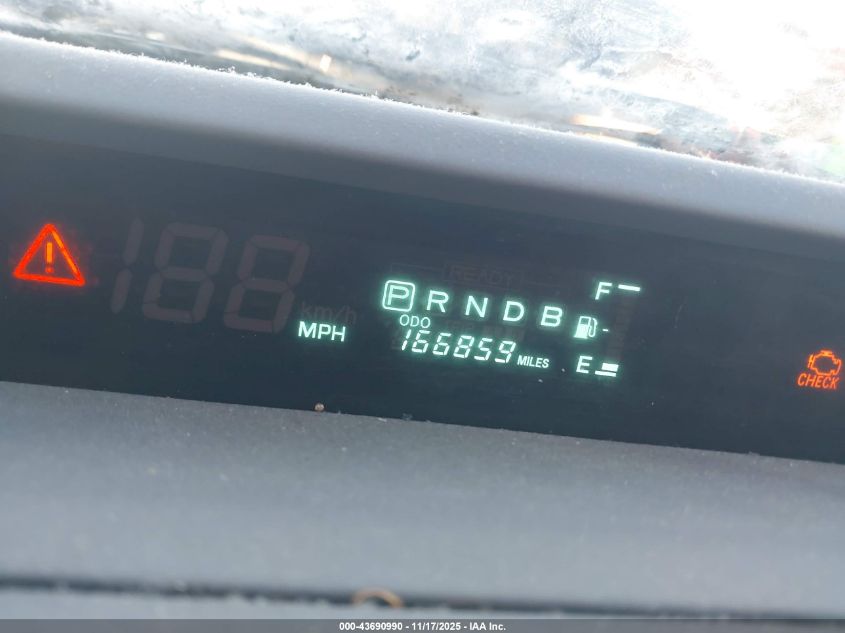 188
READY
km/h
MPH
P R N D B
ODO
166859 MILES
F
E
CHECK
000-43690990 - 11/17/2025 - IAA Inc.